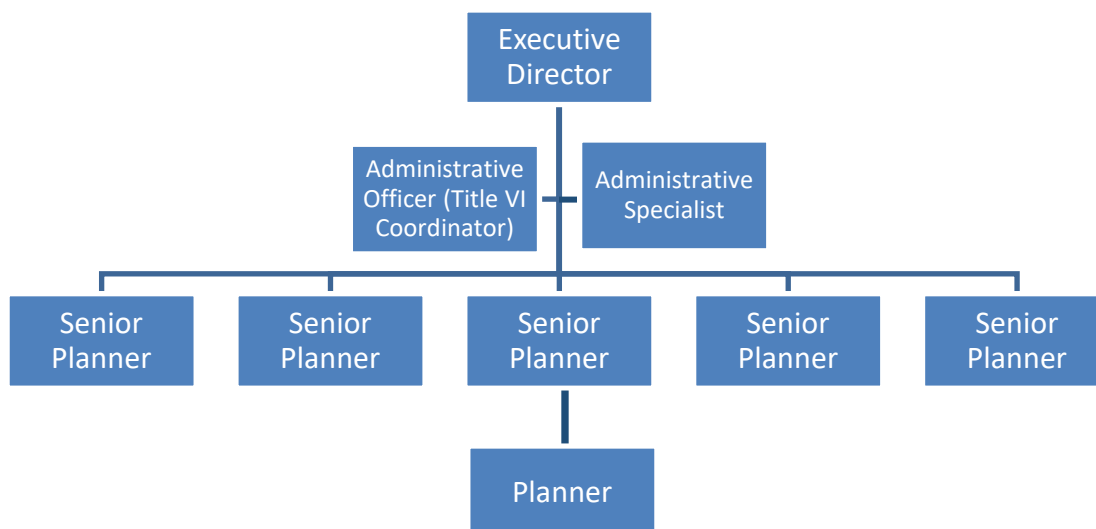 Executive
Director
Administrative
Officer (Title VI
Coordinator)
Administrative
Specialist
Senior
Planner
Senior
Planner
Senior
Planner
Senior
Planner
Senior
Planner
Planner